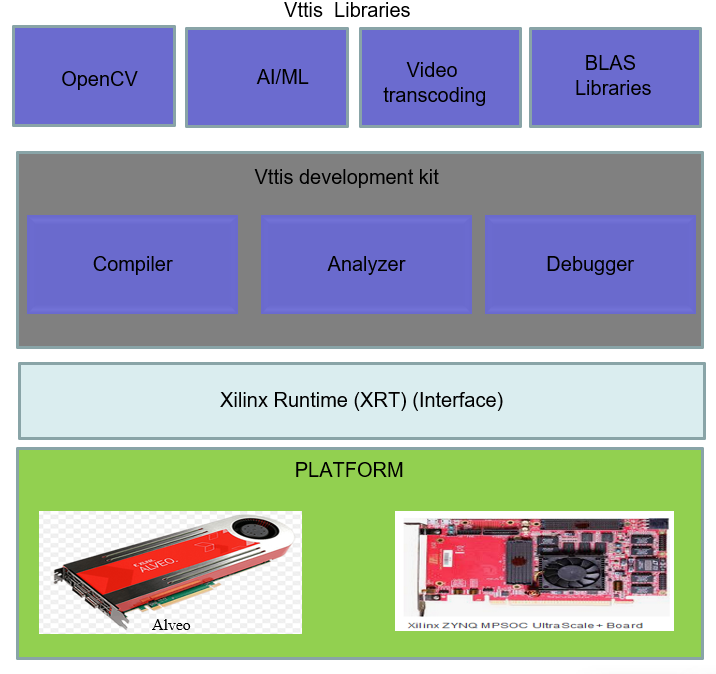 Vttis Libraries
OpenCV
AI/ML
Video
transcoding
BLAS
Libraries
Vttis development kit
Compiler
Analyzer
Debugger
Xilinx Runtime (XRT) (Interface)
PLATFORM
ALVEO.
Alveo
Xilinx ZYNQ MPSOC UltraScale+ Board